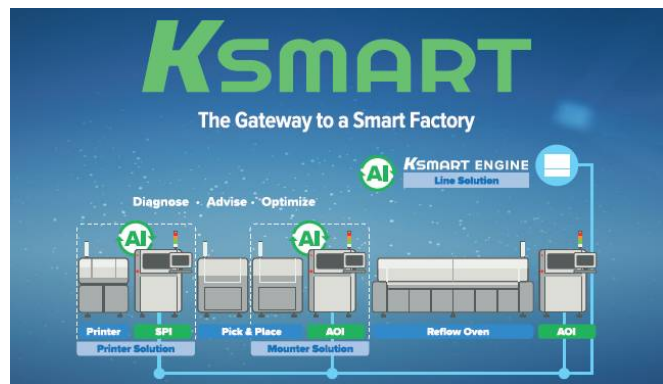 KSMART
The Gateway to a Smart Factory
AI KSMART ENGINE
Line Solution
Diagnose · Advise · Optimize
AI
AI
Printer SPI Pick & Place AOI Reflow Oven AOI
Printer Solution Mounter Solution